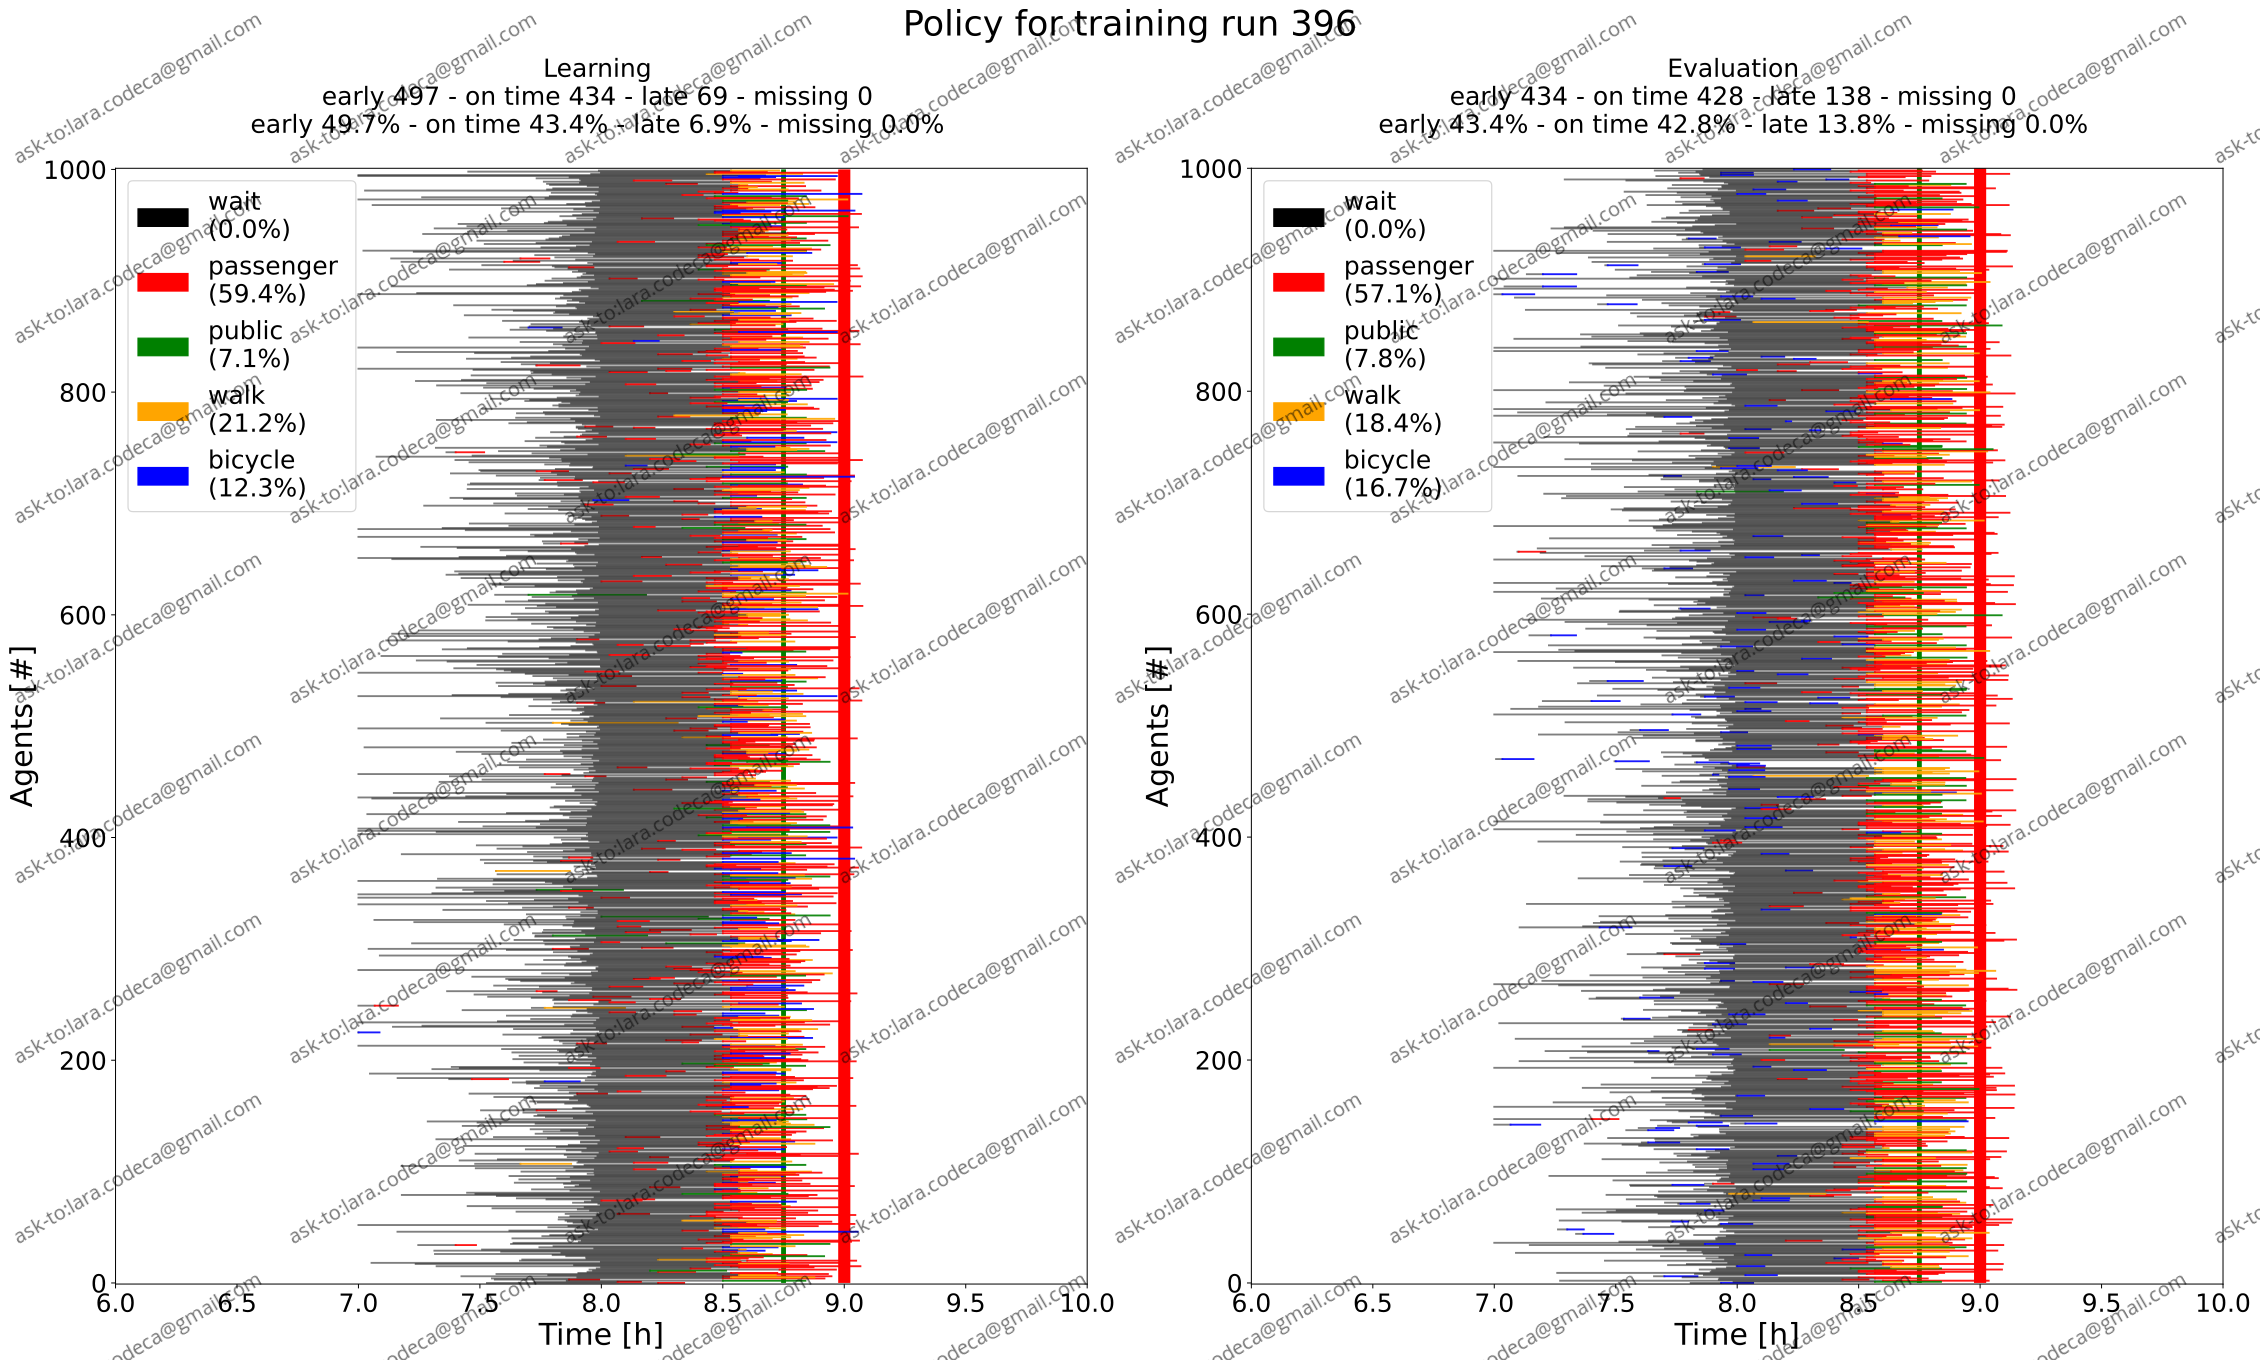 Policy for training run 396
Learning
early 497 - on time 434 - late 69 - missing 0
early 49.7% - on time 43.4% - late 6.9% - missing 0.0%
1000
800
600
400
200
0
Agents [#]
wait
(0.0%)
passenger
(59.4%)
public
(7.1%)
walk
(21.2%)
bicycle
(12.3%)
6.0 6.5 7.0 7.5 8.0 8.5 9.0 9.5 10.0
Time [h]
Evaluation
early 434 - on time 428 - late 138 - missing 0
early 43.4% - on time 42.8% - late 13.8% - missing 0.0%
1000
800
600
400
200
0
Agents [#]
wait
(0.0%)
passenger
(57.1%)
public
(7.8%)
walk
(18.4%)
bicycle
(16.7%)
6.0 6.5 7.0 7.5 8.0 8.5 9.0 9.5 10.0
Time [h]
ask-to:lara.codeca@gmail.com